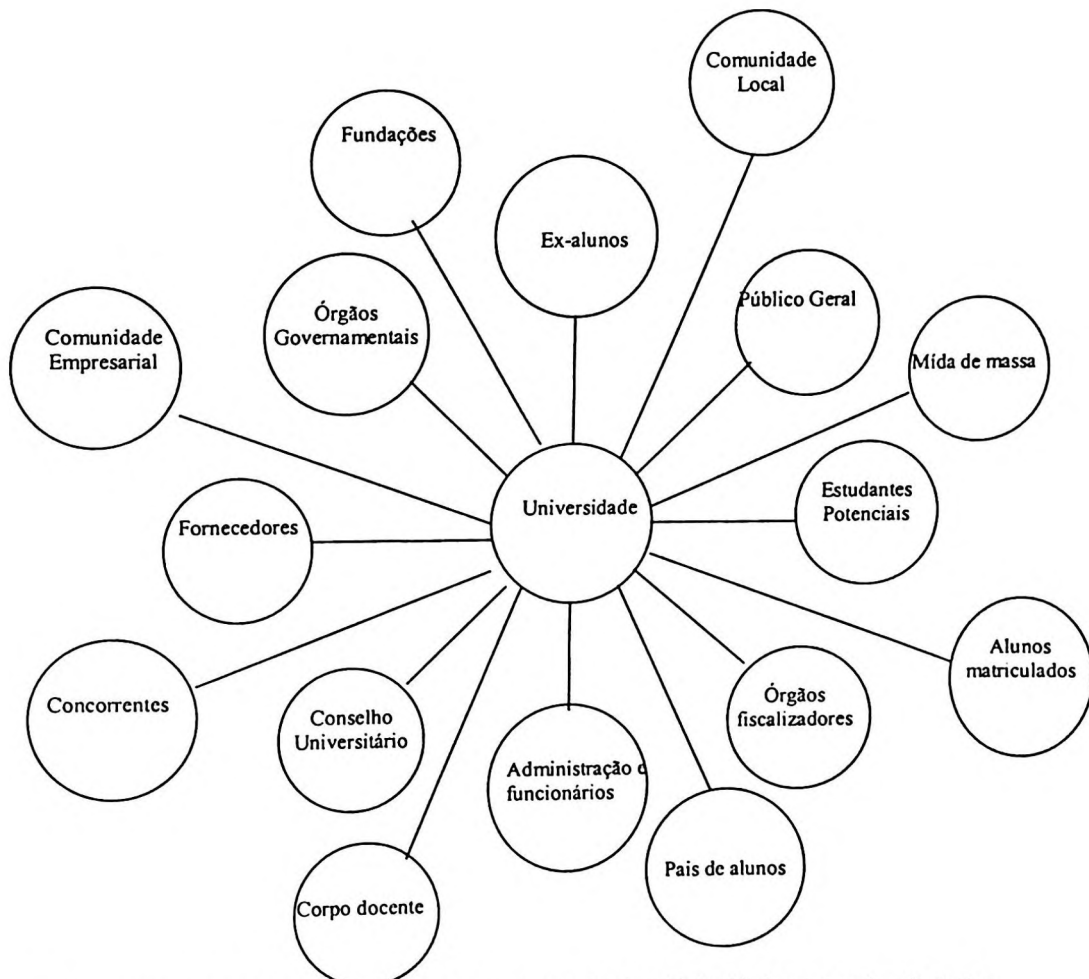 Comunidade
Local
Fundações
Ex-alunos
Público Geral
Órgãos
Governamentais
Comunidade
Empresarial
Mída de massa
Universidade
Estudantes
Potenciais
Fornecedores
Alunos
matriculados
Concorrentes
Órgãos
fiscalizadores
Conselho
Universitário
Administração
funcionários
Pais de alunos
Corpo docente